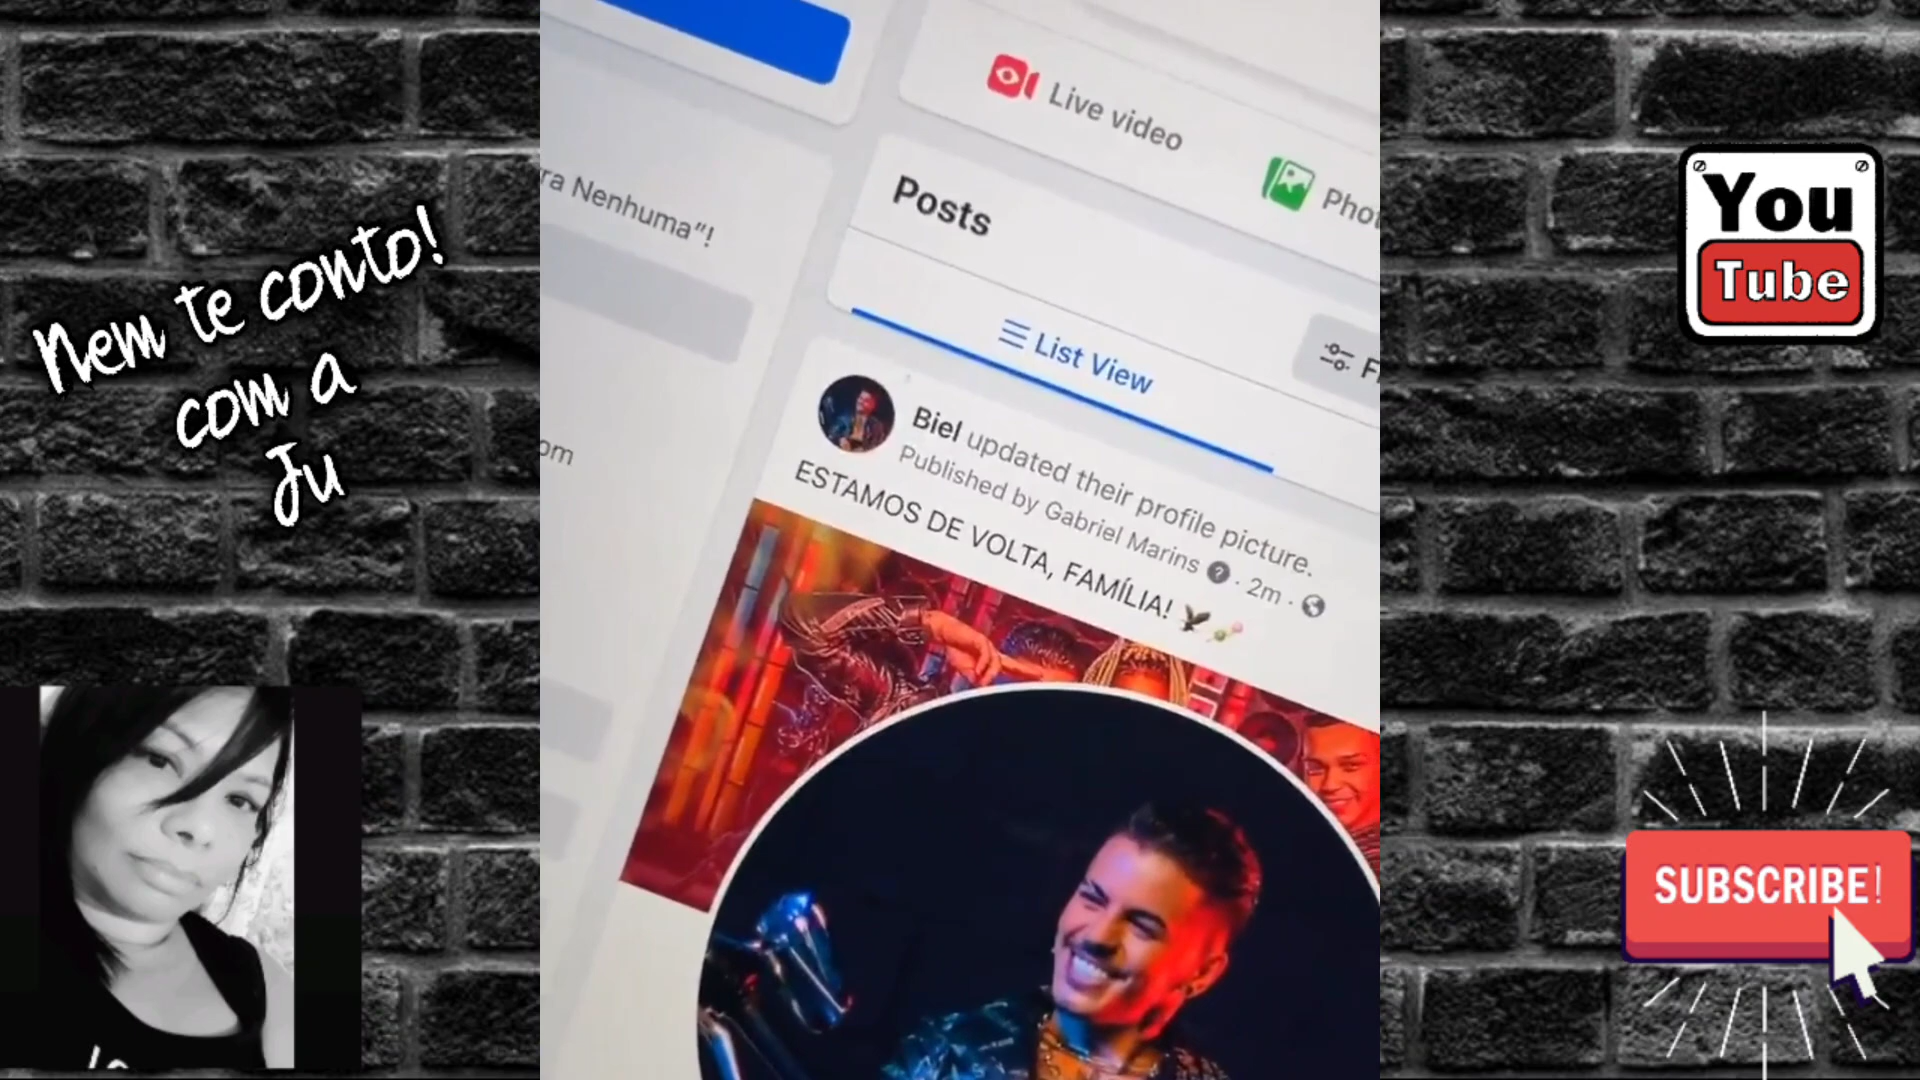 Nem te conto!
com a
Ju
Live video
Phot
Posts
ra Nenhuma"!
List View
F
om
Biel updated their profile picture.
Published by Gabriel Marins · 2m ·
ESTAMOS DE VOLTA, FAMÍLIA!
You
Tube
SUBSCRIBE!